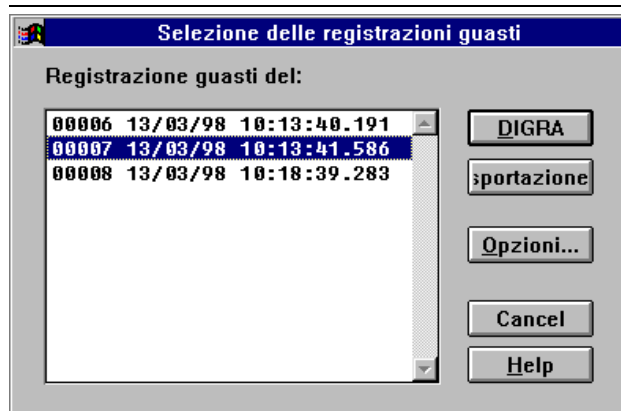 Selezione delle registrazioni guasti
Registrazione guasti del:
00006 13/03/98 10:13:40.191
00007 13/03/98 10:13:41.586
00008 13/03/98 10:18:39.283
DIGRA
sportazione
Opzioni...
Cancel
Help